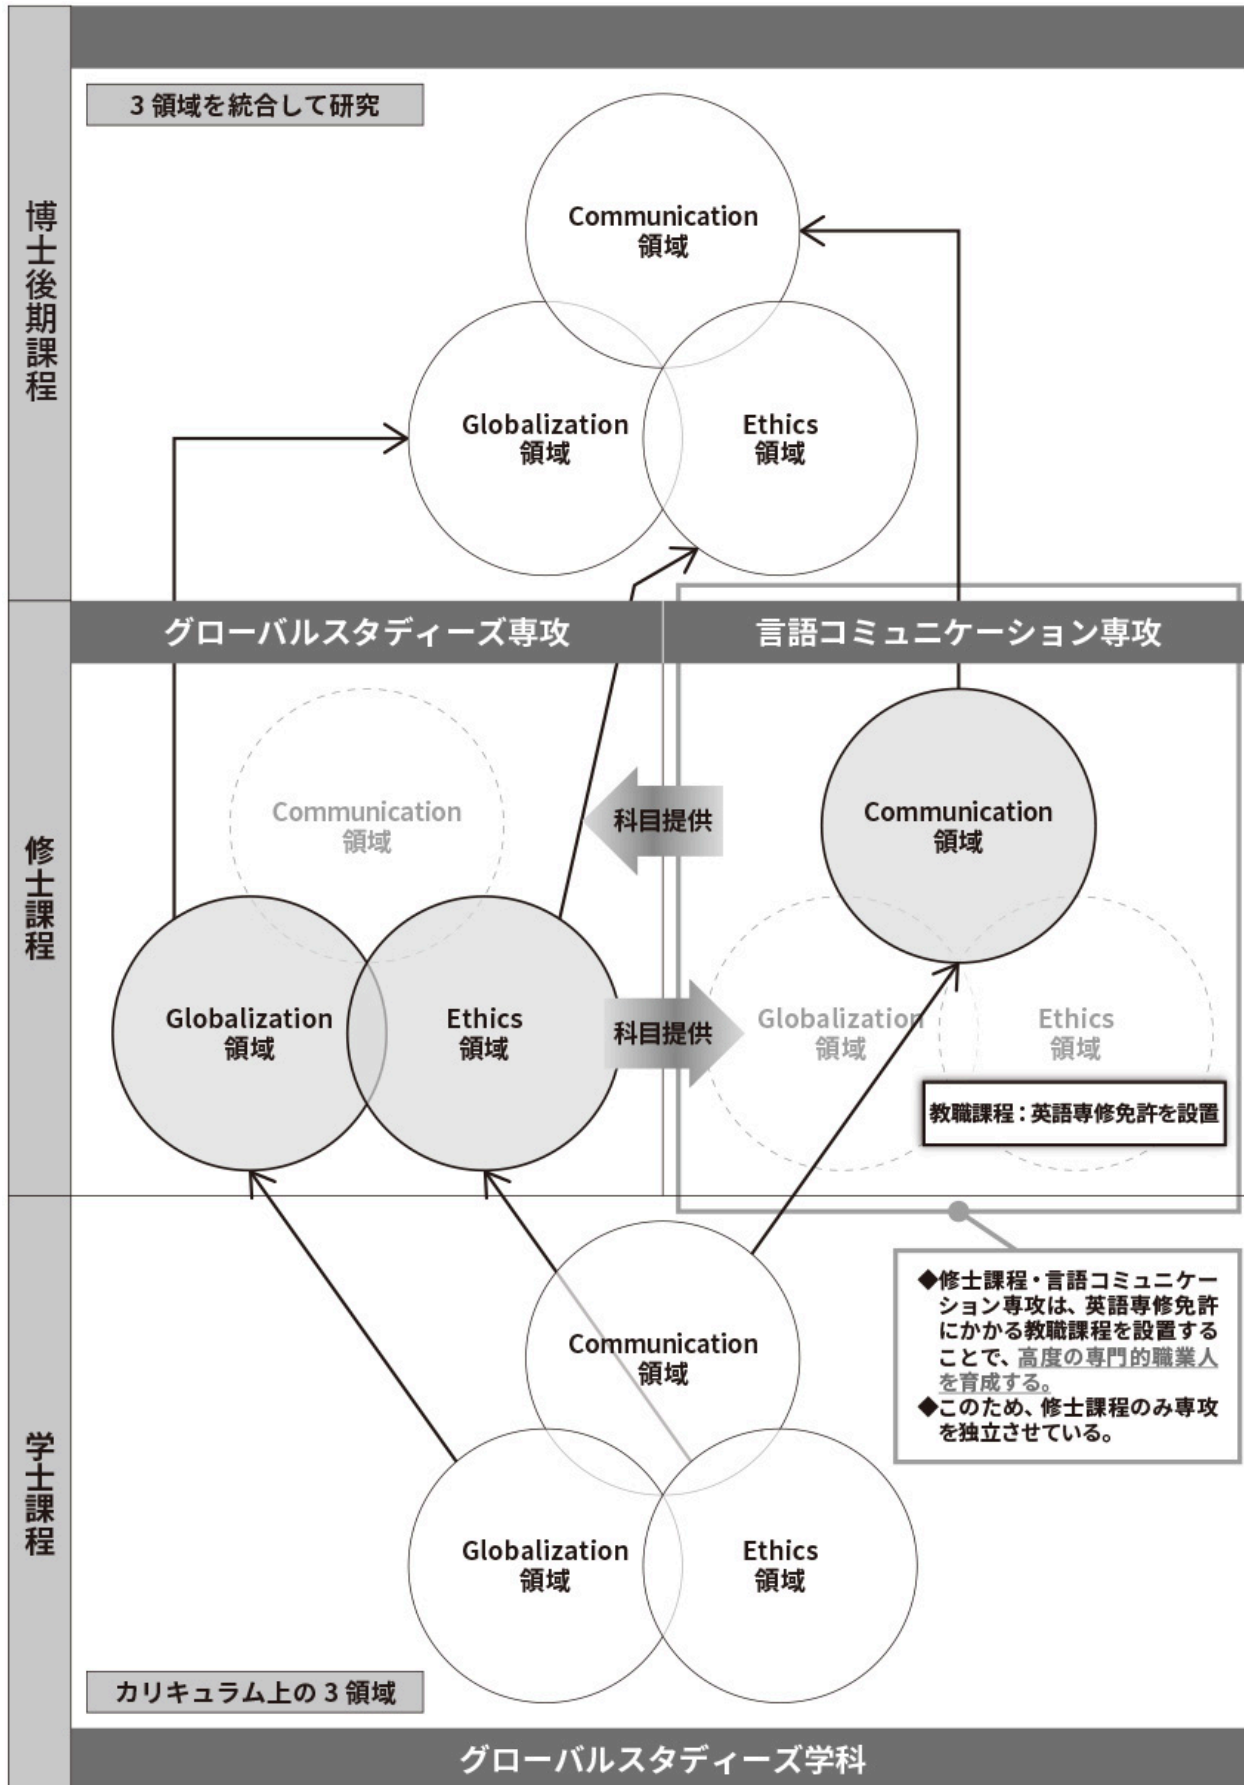 博士後期課程
3 領域を統合して研究
Communication
領域
Globalization
領域
Ethics
領域
修士課程
グローバルスタディーズ専攻
言語コミュニケーション専攻
Communication
領域
科目提供
Communication
領域
Globalization
領域
Ethics
領域
科目提供
Globalization
領域
Ethics
領域
教職課程：英語専修免許を設置
学士課程
◆修士課程・言語コミュニケー
ション専攻は、英語専修免許
にかかる教職課程を設置する
ことで、高度の専門的職業人
を育成する。
◆このため、修士課程のみ専攻
を独立させている。
Communication
領域
Globalization
領域
Ethics
領域
カリキュラム上の 3 領域
グローバルスタディーズ学科